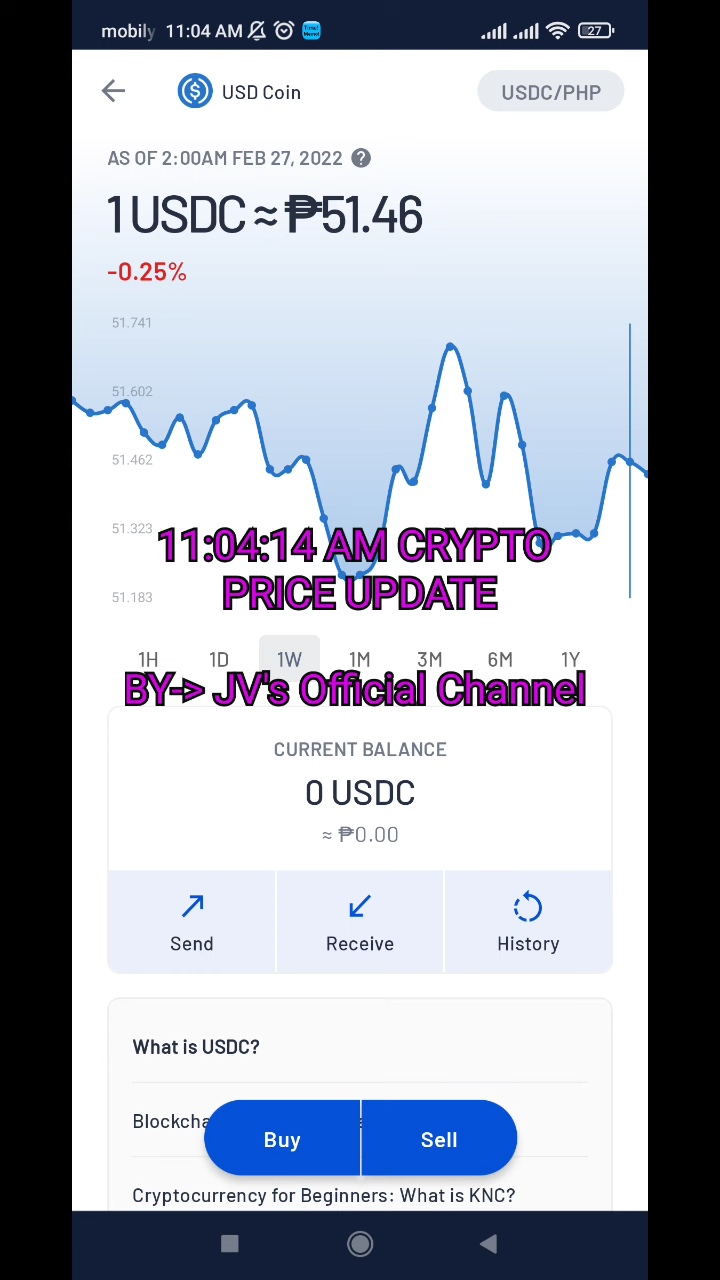 mobily 11:04 AM 27
USD Coin
USDC/PHP
AS OF 2:00AM FEB 27, 2022 ?
1 USDC ≈ ₱51.46
-0.25%
51.741
51.602
51.462
51.323
51.183
11:04:14 AM CRYPTO
PRICE UPDATE
1H 1D 1W 1M 3M 6M 1Y
BY-> JV's Official Channel
CURRENT BALANCE
0 USDC
≈ ₱0.00
Send Receive History
What is USDC?
Blockcha
Buy Sell
Cryptocurrency for Beginners: What is KNC?